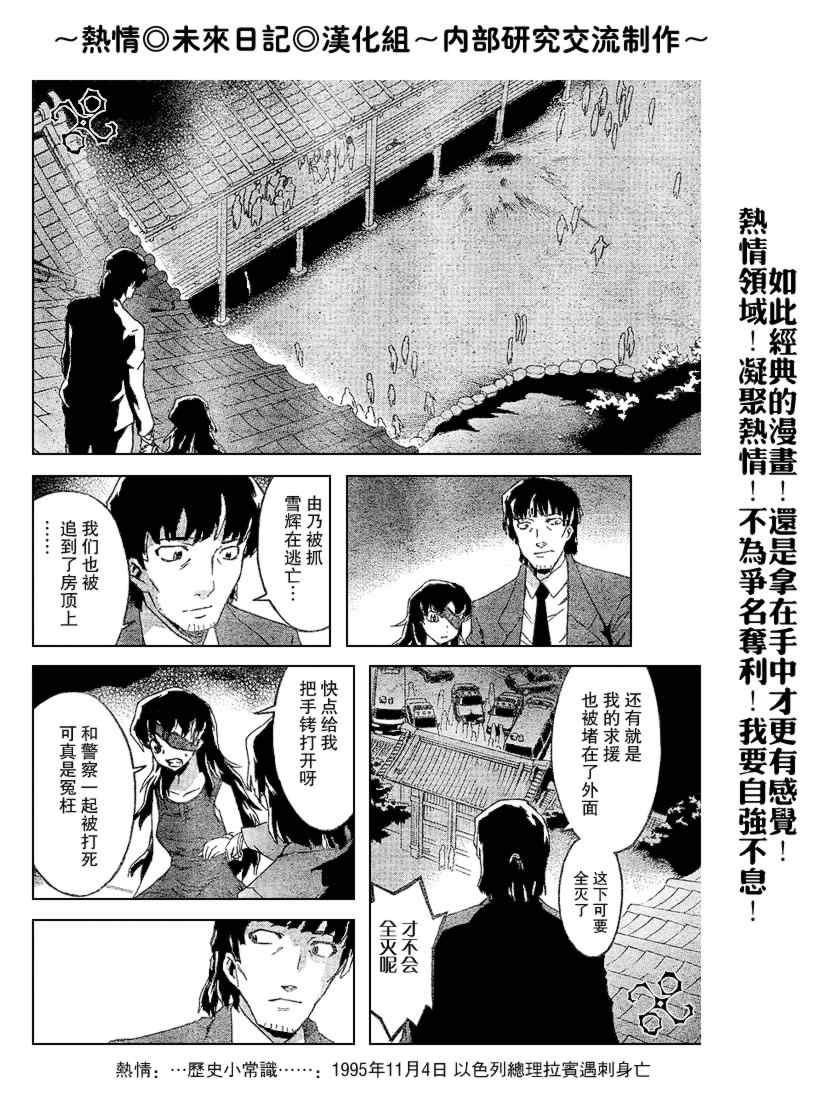 ～熱情◎未來日記◎漢化組～内部研究交流制作～
如此經典的漫畫！還是拿在手中才更有感覺！
熱情領域！凝聚熱情！不為爭名奪利！我要自強不息！
由乃被抓
雪辉在逃亡…
我们也被
追到了房顶上
……
还有就是
我的求援
也被堵在了外面
这下可要
全灭了
才不会
全灭呢
快点给我
把手铐打开呀
和警察一起被打死
可真是冤枉
熱情：…歷史小常識……：1995年11月4日 以色列總理拉賓遇刺身亡